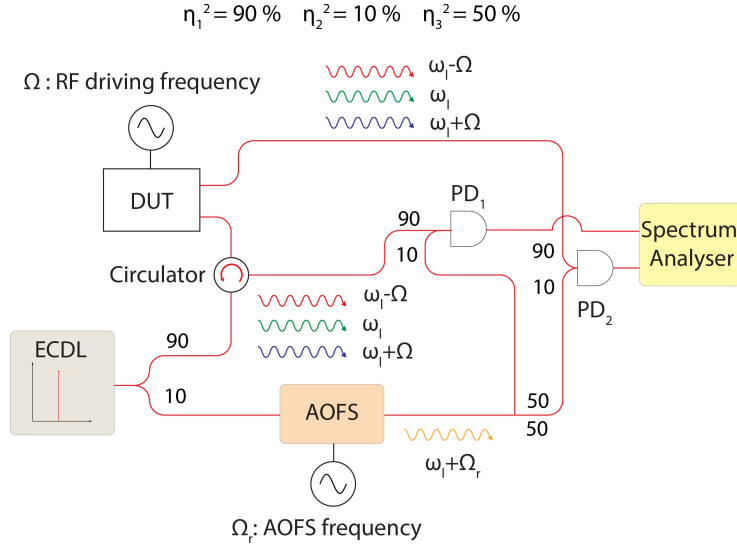 η₁² = 90 % η₂² = 10 % η₃² = 50 %
Ω : RF driving frequency
ωₗ-Ω
ωₗ
ωₗ+Ω
DUT
PD₁
90
10
Spectrum
Analyser
90
10
PD₂
Circulator
ωₗ-Ω
ωₗ
ωₗ+Ω
ECDL
90
10
AOFS
50
50
ωₗ+Ωᵣ
Ωᵣ: AOFS frequency